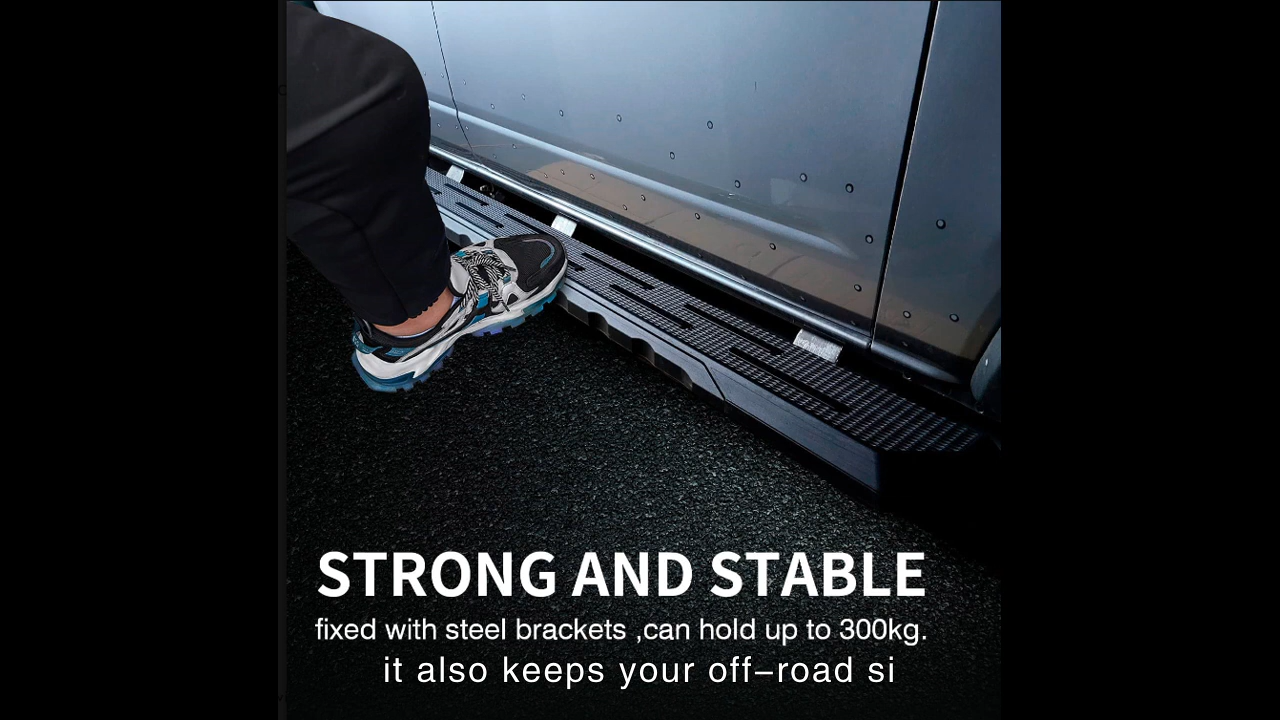 STRONG AND STABLE
fixed with steel brackets ,can hold up to 300kg.
it also keeps your off–road si